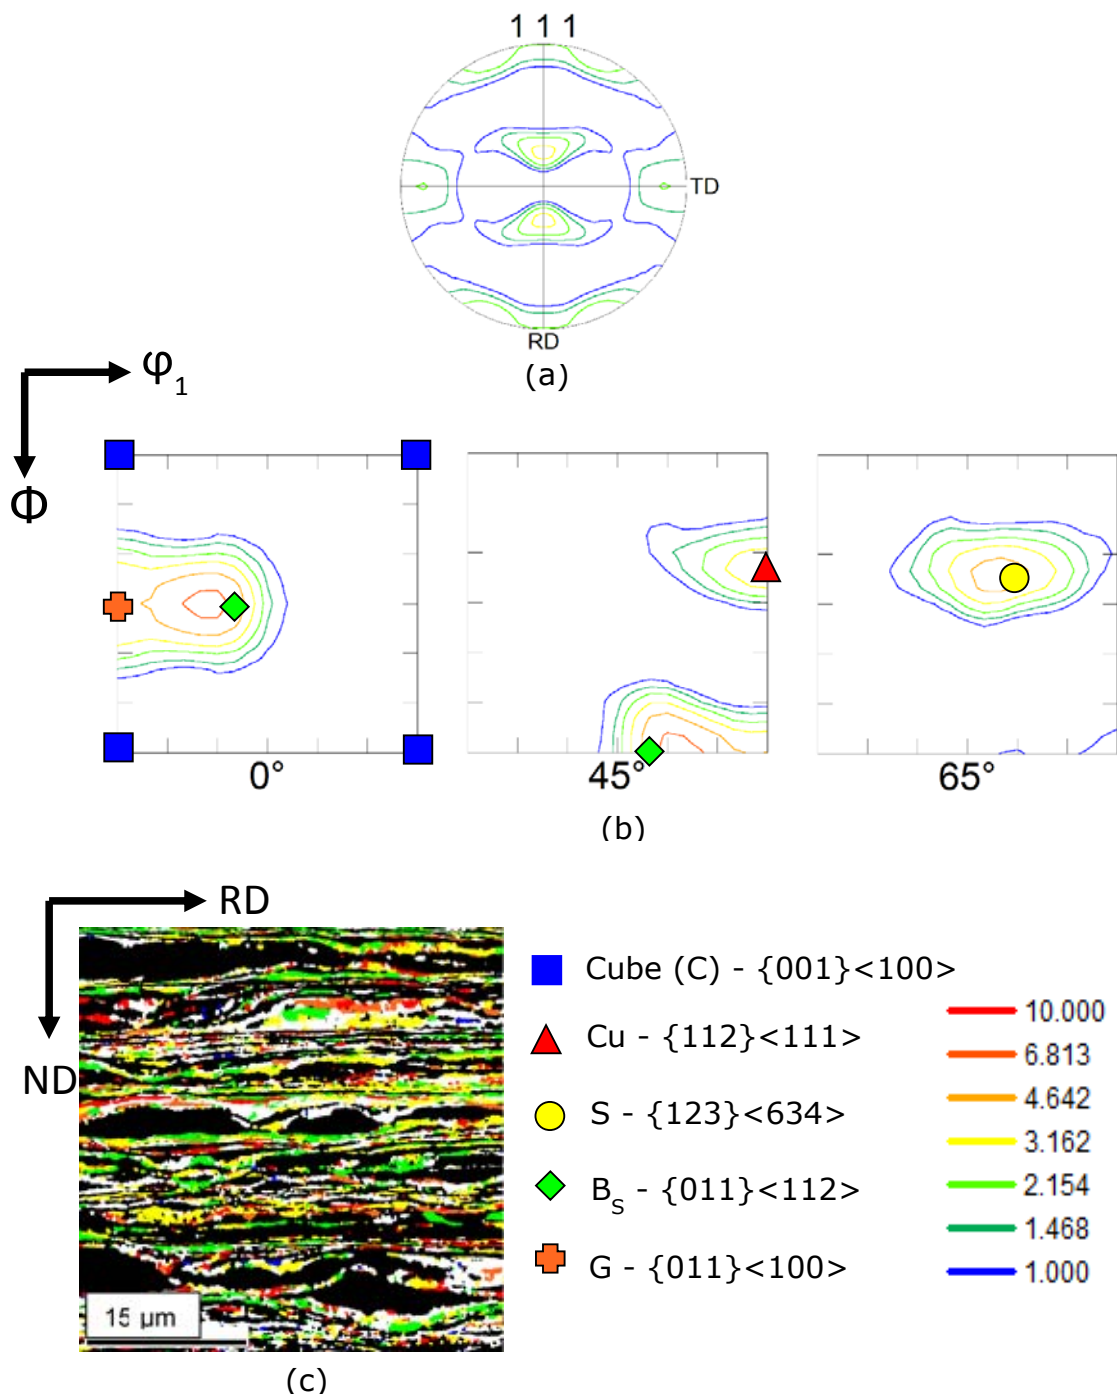 1 1 1
TD
RD
(a)
φ1
Φ
0°
45°
65°
(b)
RD
ND
15 μm
(c)
Cube (C) - {001}<100>
Cu - {112}<111>
S - {123}<634>
BS - {011}<112>
G - {011}<100>
10.000
6.813
4.642
3.162
2.154
1.468
1.000